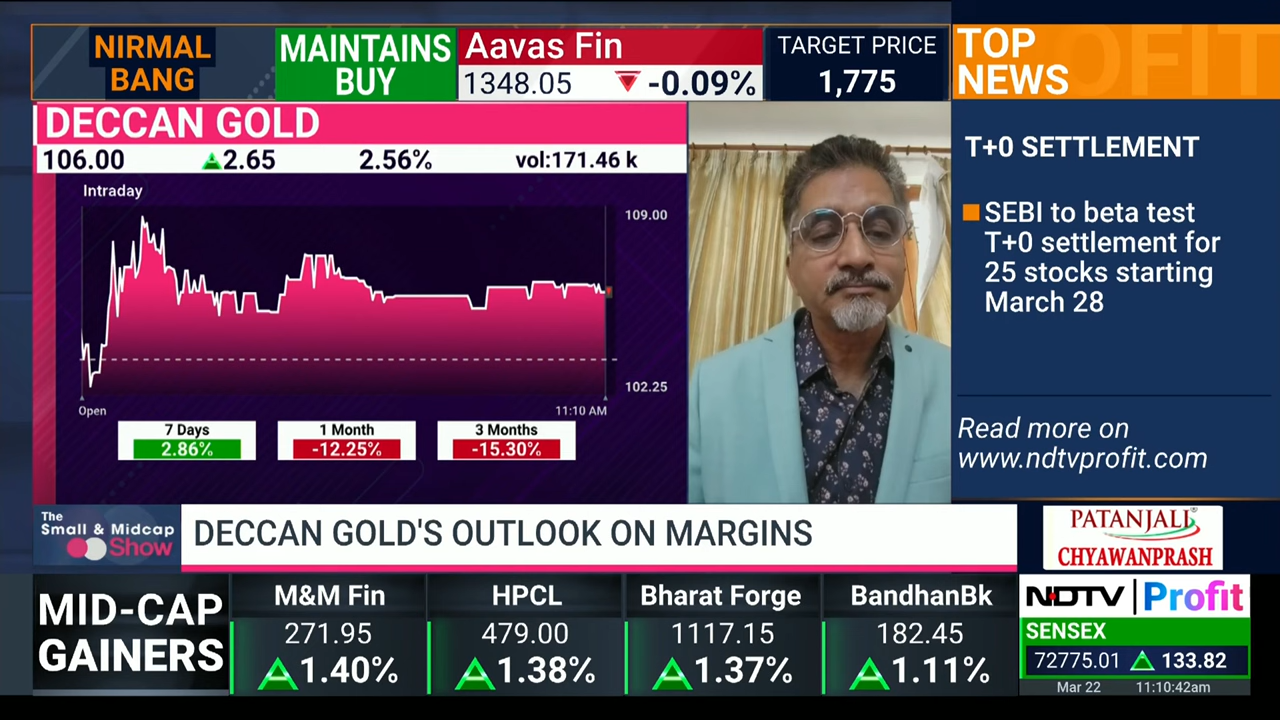 NIRMAL
BANG
MAINTAINS
BUY
Aavas Fin
1348.05 -0.09%
TARGET PRICE
1,775
TOP
NEWS
DECCAN GOLD
106.00 2.65 2.56% vol:171.46 k
Intraday
109.00
102.25
Open 11:10 AM
7 Days
2.86%
1 Month
-12.25%
3 Months
-15.30%
T+0 SETTLEMENT
SEBI to beta test
T+0 settlement for
25 stocks starting
March 28
Read more on
www.ndtvprofit.com
The
Small & Midcap
Show
DECCAN GOLD'S OUTLOOK ON MARGINS
PATANJALI®
CHYAWANPRASH
MID-CAP
GAINERS
M&M Fin
271.95
1.40%
HPCL
479.00
1.38%
Bharat Forge
1117.15
1.37%
BandhanBk
182.45
1.11%
NDTV Profit
SENSEX
72775.01 133.82
Mar 22 11:10:42am